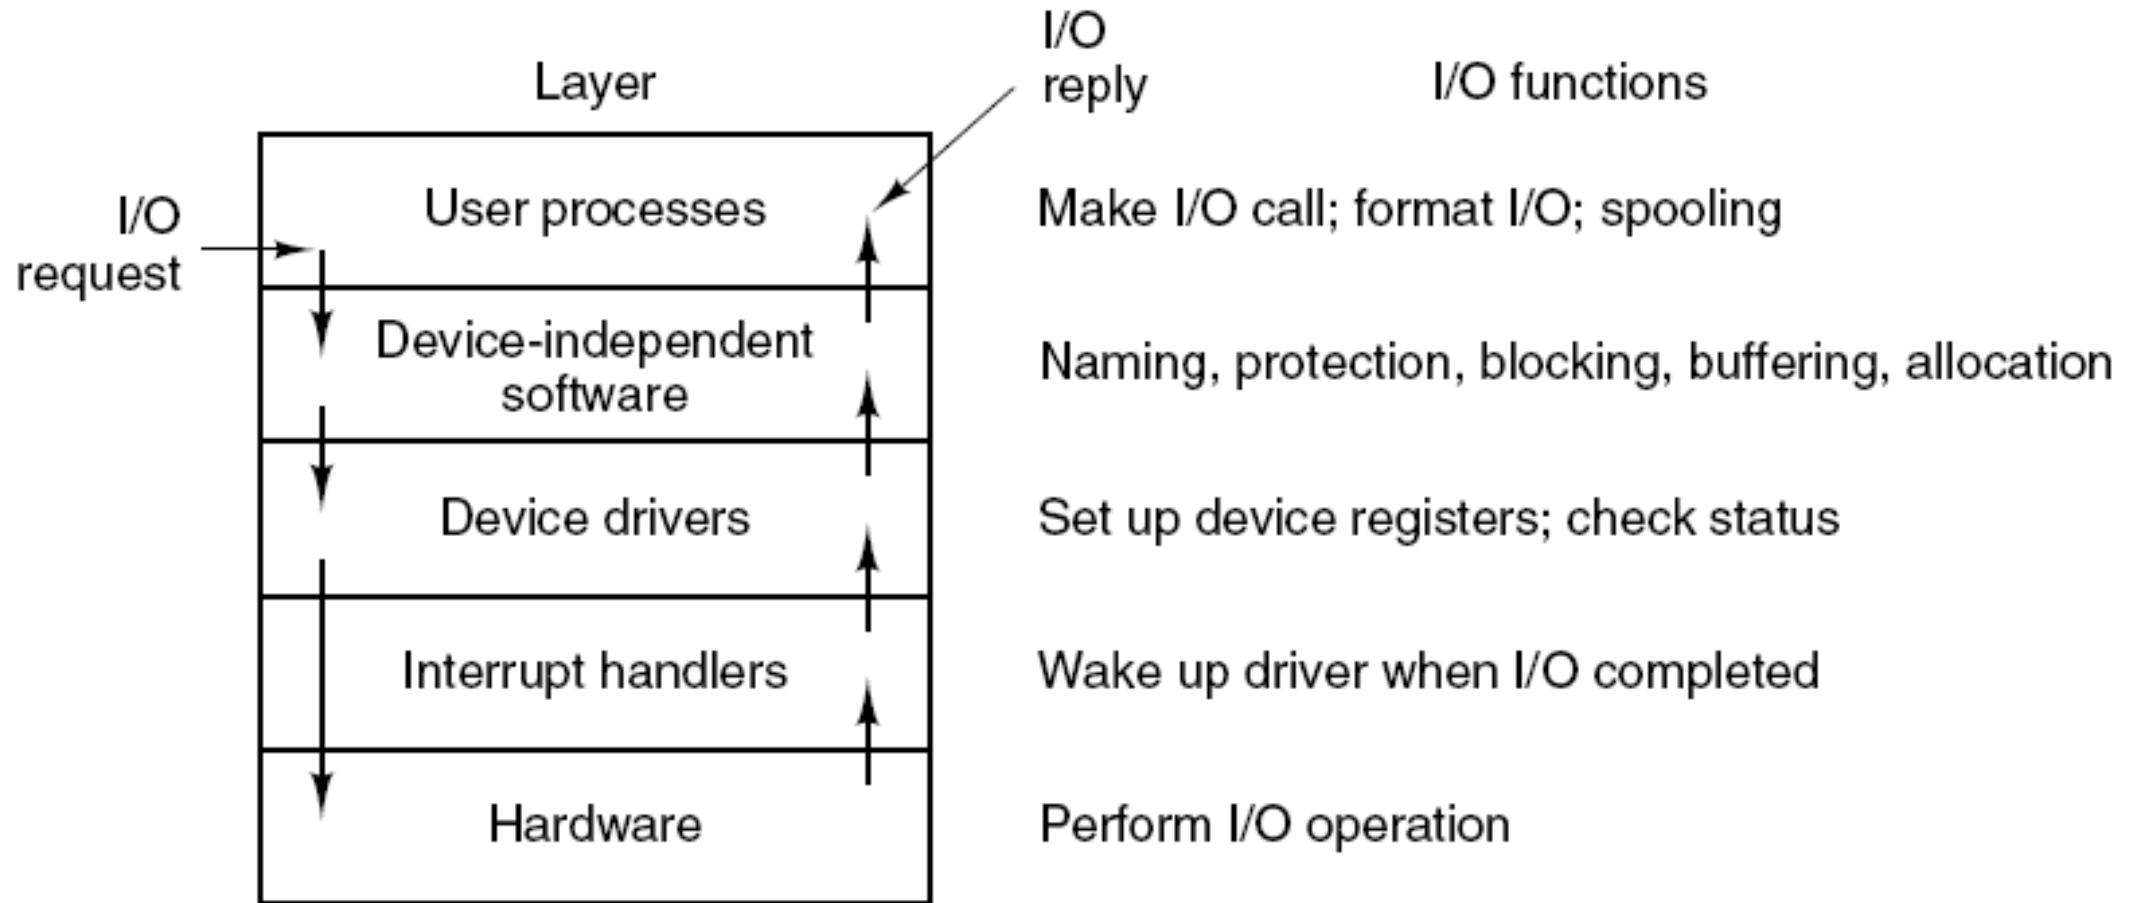 I/O
reply
Layer
I/O functions
I/O
request
User processes
Make I/O call; format I/O; spooling
Device-independent
software
Naming, protection, blocking, buffering, allocation
Device drivers
Set up device registers; check status
Interrupt handlers
Wake up driver when I/O completed
Hardware
Perform I/O operation